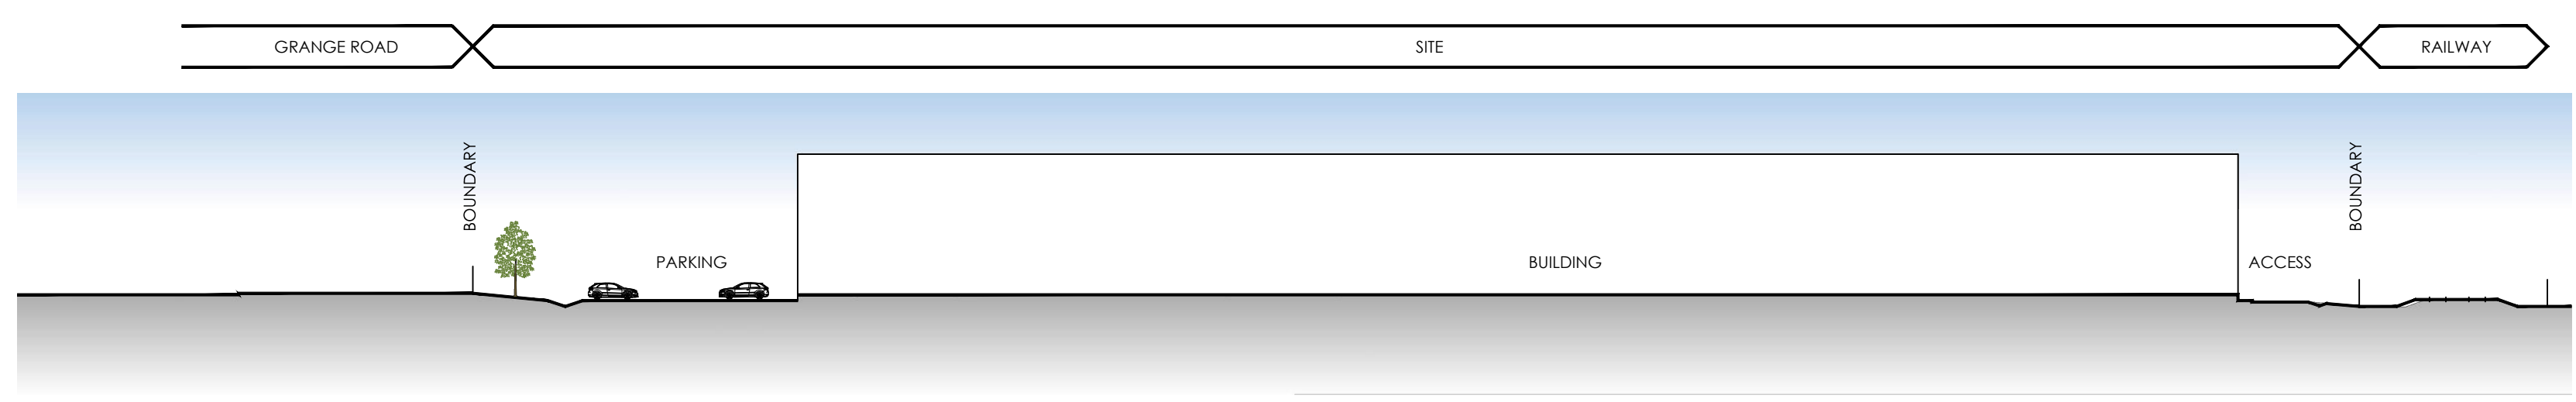 GRANGE ROAD
SITE
RAILWAY
BOUNDARY
BOUNDARY
PARKING
BUILDING
ACCESS